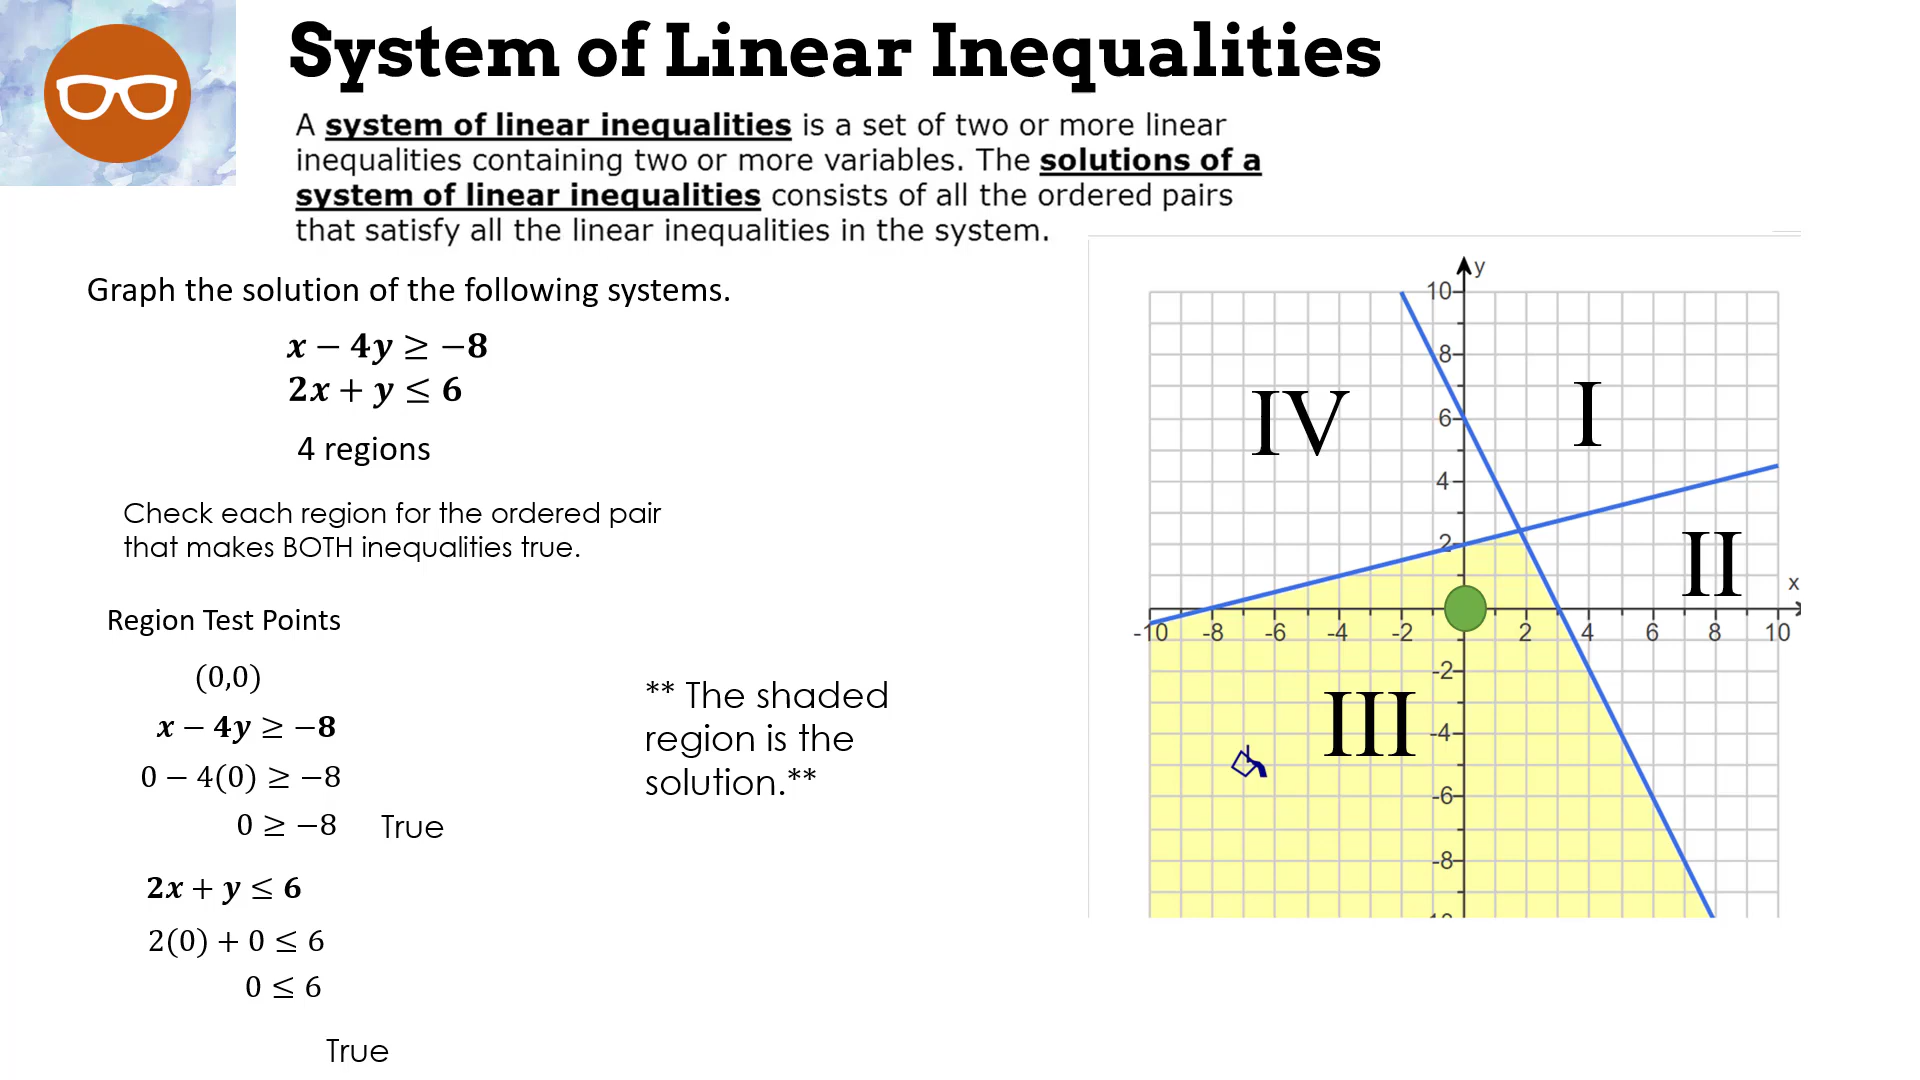 System of Linear Inequalities
A system of linear inequalities is a set of two or more linear
inequalities containing two or more variables. The solutions of a
system of linear inequalities consists of all the ordered pairs
that satisfy all the linear inequalities in the system.
Graph the solution of the following systems.
x − 4y ≥ −8
2x + y ≤ 6
4 regions
Check each region for the ordered pair
that makes BOTH inequalities true.
Region Test Points
(0,0)
x − 4y ≥ −8
0 − 4(0) ≥ −8
0 ≥ −8 True
2x + y ≤ 6
2(0) + 0 ≤ 6
0 ≤ 6
True
** The shaded
region is the
solution.**
y
10
8
IV I
6
4
2
II
x
-10 -8 -6 -4 -2 2 4 6 8 10
-2
III
-4
-6
-8